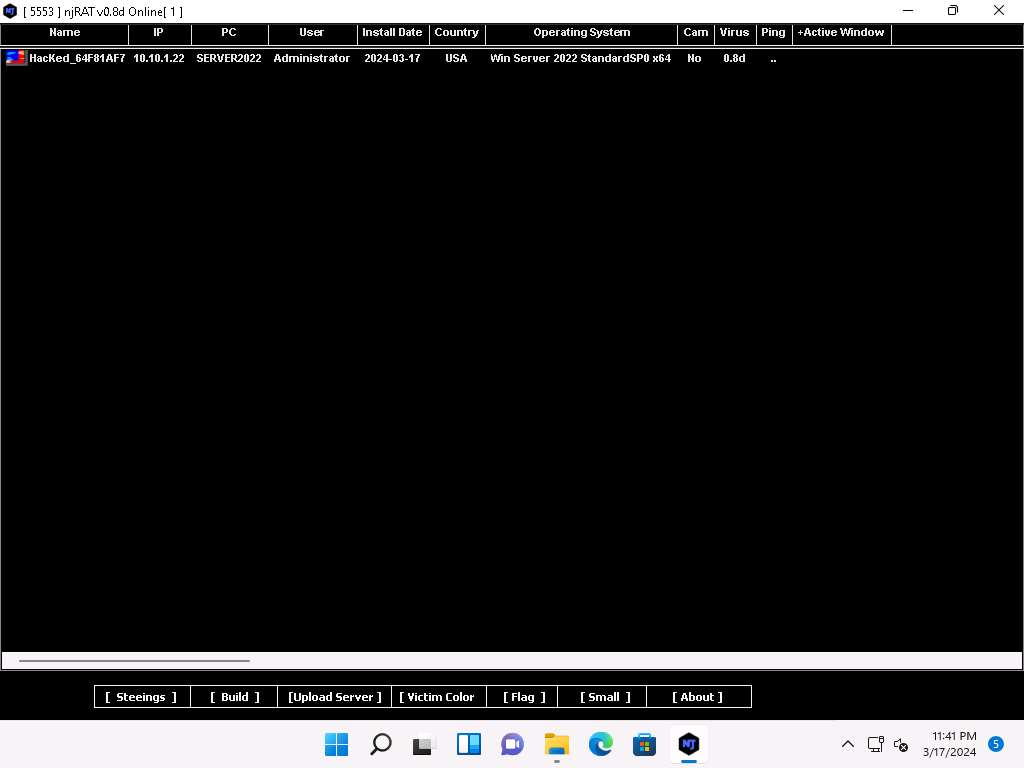 [ 5553 ] njRAT v0.8d Online[ 1 ]
Name IP PC User Install Date Country Operating System Cam Virus Ping +Active Window
HacKed_64F81AF7 10.10.1.22 SERVER2022 Administrator 2024-03-17 USA Win Server 2022 StandardSP0 x64 No 0.8d ..
[ Steeings ] [ Build ] [Upload Server ] [ Victim Color [ Flag ] [ Small ] [ About ]
NJ
11:41 PM
3/17/2024
5